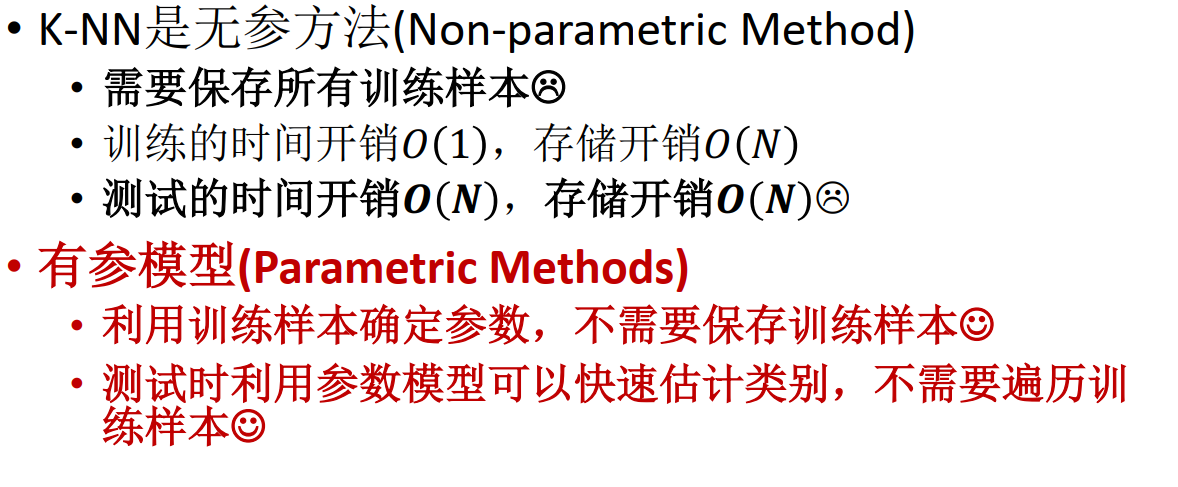 • K-NN是无参方法(Non-parametric Method)
• 需要保存所有训练样本☹
• 训练的时间开销O(1)，存储开销O(N)
• 测试的时间开销O(N)，存储开销O(N)☹
• 有参模型(Parametric Methods)
• 利用训练样本确定参数，不需要保存训练样本☺
• 测试时利用参数模型可以快速估计类别，不需要遍历训
练样本☺